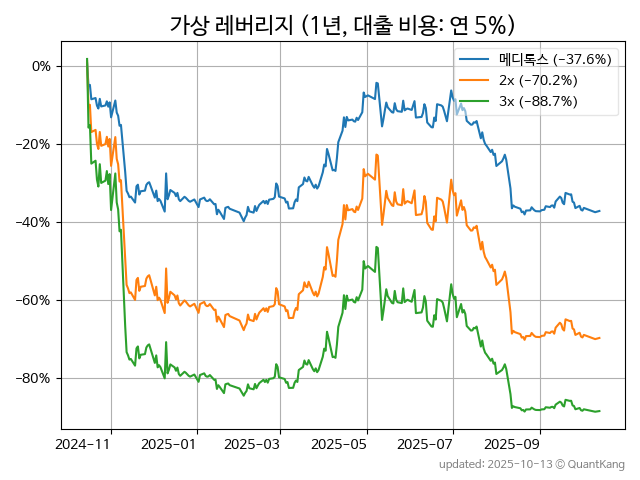 가상 레버리지 (1년, 대출 비용: 연 5%)
메디톡스 (-37.6%)
2x (-70.2%)
3x (-88.7%)
0%
−20%
−40%
−60%
−80%
2024-11
2025-01
2025-03
2025-05
2025-07
2025-09
updated: 2025-10-13 © QuantKang